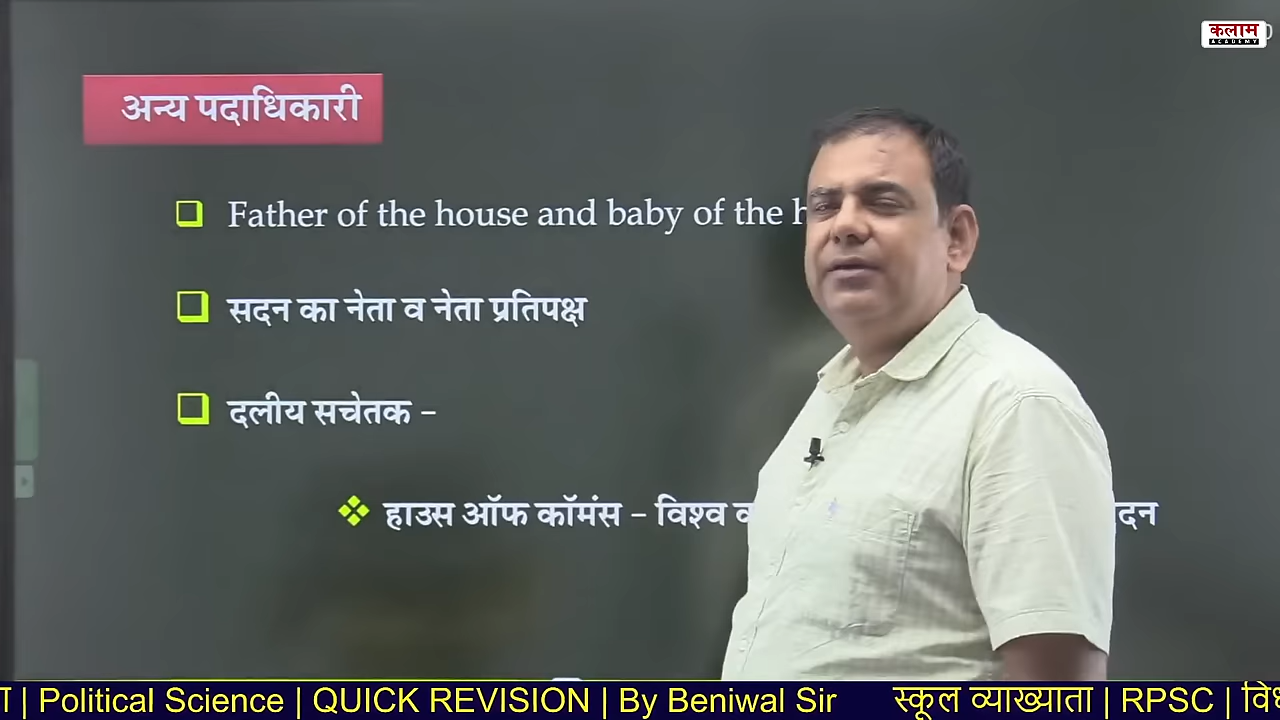 कलाम
ACADEMY
अन्य पदाधिकारी
Father of the house and baby of the
सदन का नेता व नेता प्रतिपक्ष
दलीय सचेतक –
हाउस ऑफ कॉमंस – विश्व
| Political Science | QUICK REVISION | By Beniwal Sir स्कूल व्याख्याता | RPSC |